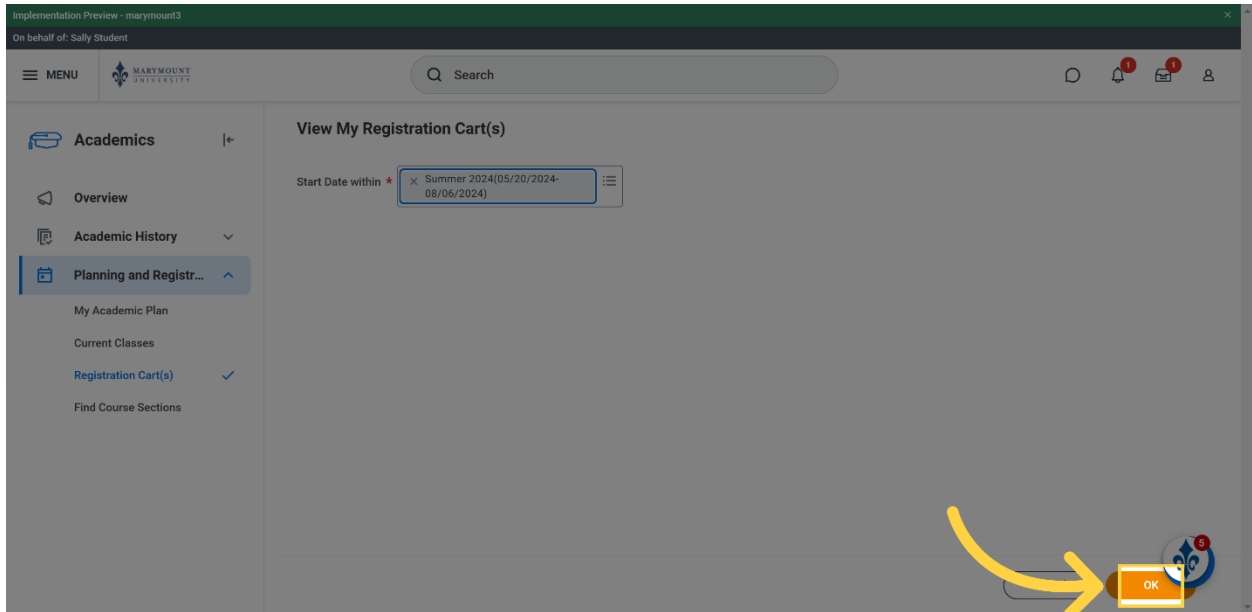 Implementation Preview - marymount3
On behalf of: Sally Student
MENU
MARYMOUNT
UNIVERSITY
Search
1
1
Academics
View My Registration Cart(s)
Start Date within *
Summer 2024(05/20/2024-
08/06/2024)
Overview
Academic History
Planning and Registr...
My Academic Plan
Current Classes
Registration Cart(s)
Find Course Sections
5
OK